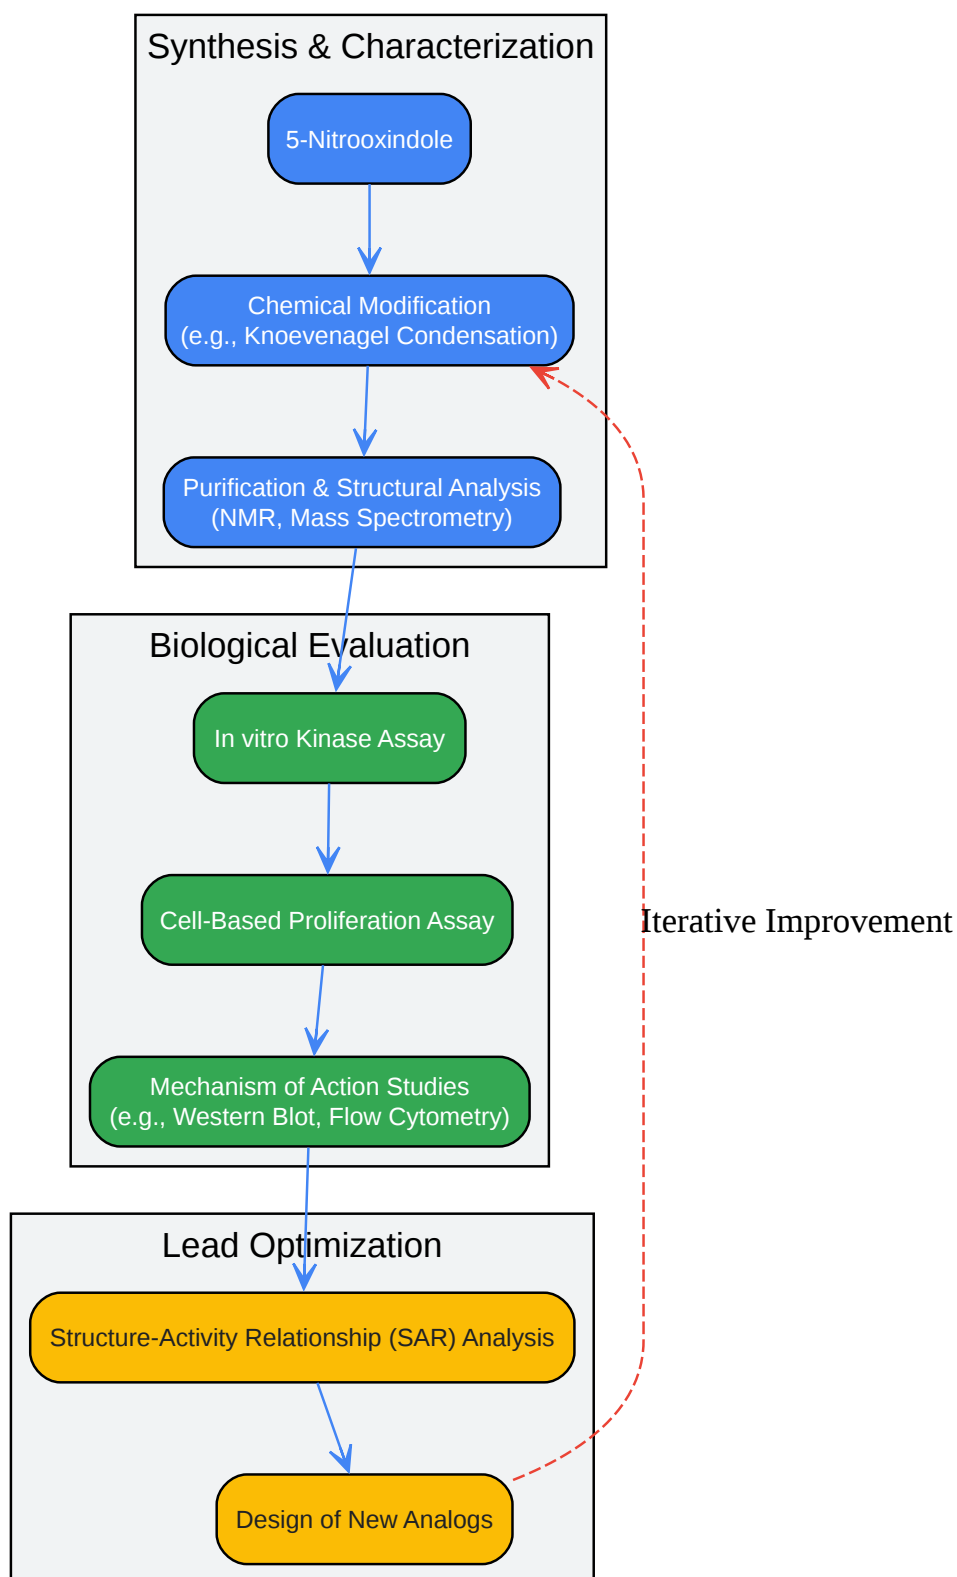 Synthesis & Characterization
5-Nitrooxindole
Chemical Modification
(e.g., Knoevenagel Condensation)
Purification & Structural Analysis
(NMR, Mass Spectrometry)
Biological Evaluation
In vitro Kinase Assay
Cell-Based Proliferation Assay
Iterative Improvement
Mechanism of Action Studies
(e.g., Western Blot, Flow Cytometry)
Lead Optimization
Structure-Activity Relationship (SAR) Analysis
Design of New Analogs